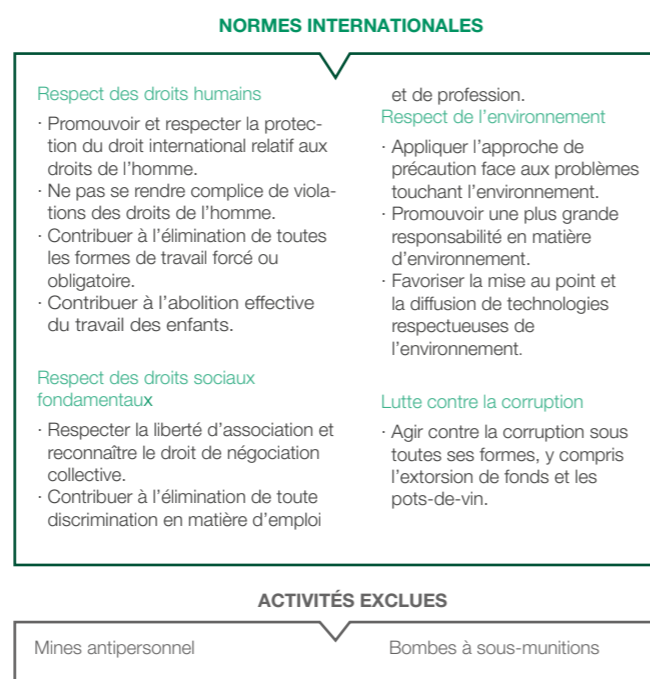 NORMES INTERNATIONALES
Respect des droits humains
· Promouvoir et respecter la protec-
tion du droit international relatif aux
droits de l’homme.
· Ne pas se rendre complice de viola-
tions des droits de l’homme.
· Contribuer à l’élimination de toutes
les formes de travail forcé ou
obligatoire.
· Contribuer à l’abolition effective
du travail des enfants.
Respect des droits sociaux
fondamentaux
· Respecter la liberté d’association et
reconnaître le droit de négociation
collective.
· Contribuer à l’élimination de toute
discrimination en matière d’emploi
et de profession.
Respect de l’environnement
· Appliquer l’approche de
précaution face aux problèmes
touchant l’environnement.
· Promouvoir une plus grande
responsabilité en matière
d’environnement.
· Favoriser la mise au point et
la diffusion de technologies
respectueuses de
l’environnement.
Lutte contre la corruption
· Agir contre la corruption sous
toutes ses formes, y compris
l’extorsion de fonds et les
pots-de-vin.
ACTIVITÉS EXCLUES
Mines antipersonnel
Bombes à sous-munitions